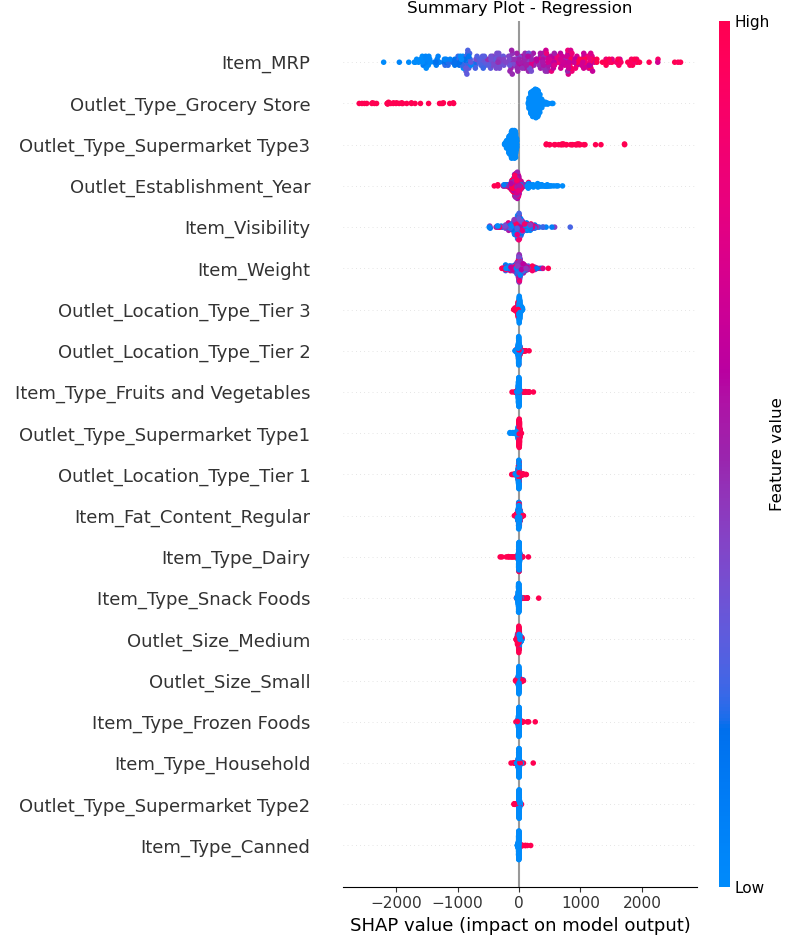 Summary Plot - Regression
High
Item_MRP
Outlet_Type_Grocery Store
Outlet_Type_Supermarket Type3
Outlet_Establishment_Year
Item_Visibility
Item_Weight
Outlet_Location_Type_Tier 3
Outlet_Location_Type_Tier 2
Item_Type_Fruits and Vegetables
Outlet_Type_Supermarket Type1
Outlet_Location_Type_Tier 1
Item_Fat_Content_Regular
Item_Type_Dairy
Item_Type_Snack Foods
Outlet_Size_Medium
Outlet_Size_Small
Item_Type_Frozen Foods
Item_Type_Household
Outlet_Type_Supermarket Type2
Item_Type_Canned
Feature value
Low
−2000 −1000 0 1000 2000
SHAP value (impact on model output)